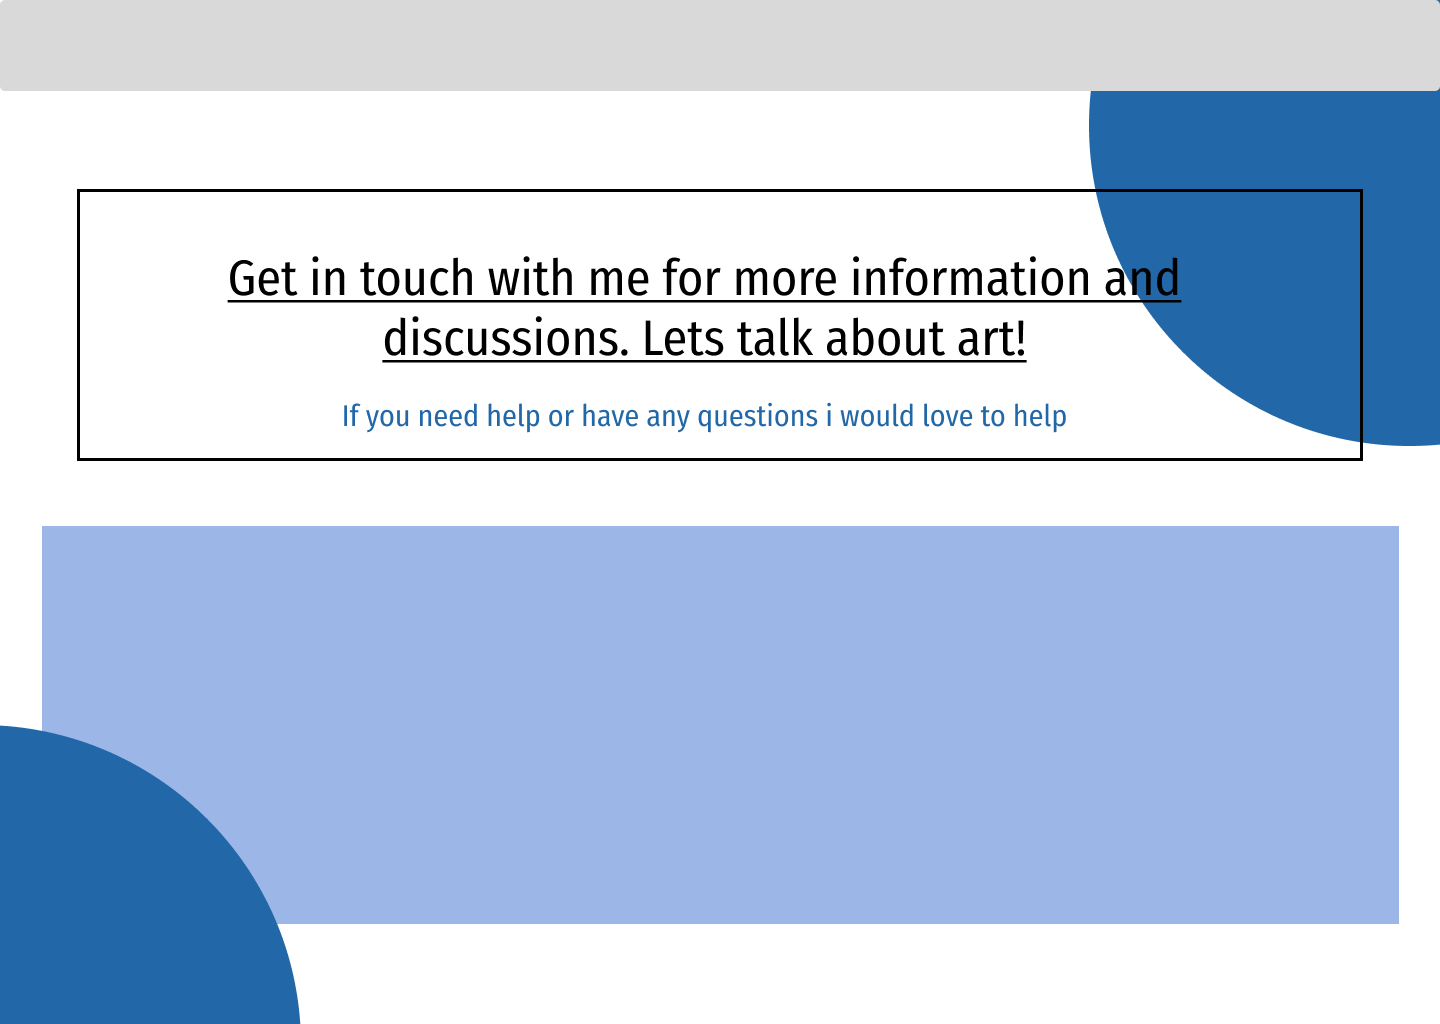 Get in touch with me for more information and
discussions. Lets talk about art!
If you need help or have any questions i would love to help